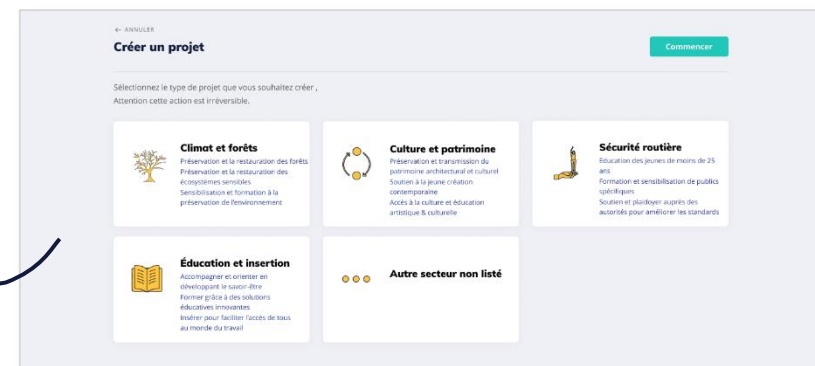 ← ANNULER
Créer un projet
Commencer
Sélectionnez le type de projet que vous souhaitez créer ,
Attention cette action est irréversible.
Climat et forêts
Préservation et la restauration des forêts
Préservation et la restauration des
écosystèmes sensibles
Sensibilisation et formation à la
préservation de l'environnement
Culture et patrimoine
Préservation et transmission du
patrimoine architectural et culturel
Soutien à la jeune création
contemporaine
Accès à la culture et éducation
artistique & culturelle
Sécurité routière
Education des jeunes de moins de 25
ans
Formation et sensibilisation de publics
spécifiques
Soutien et plaidoyer auprès des
autorités pour améliorer les standards
Éducation et insertion
Accompagner et orienter en
développant le savoir-être
Former grâce à des solutions
éducatives innovantes
Insérer pour faciliter l'accès de tous
au monde du travail
Autre secteur non listé